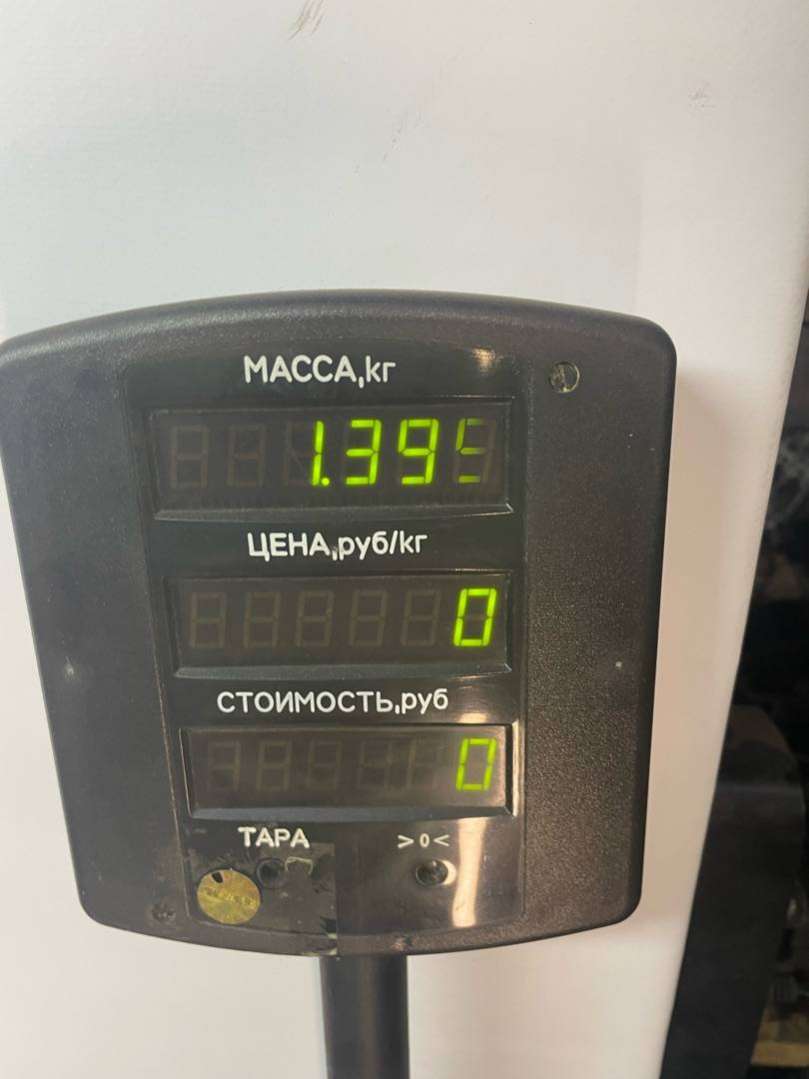 МАССА,кг
1.395
ЦЕНА,руб/кг
0
СТОИМОСТЬ,руб
0
ТАРА >0<